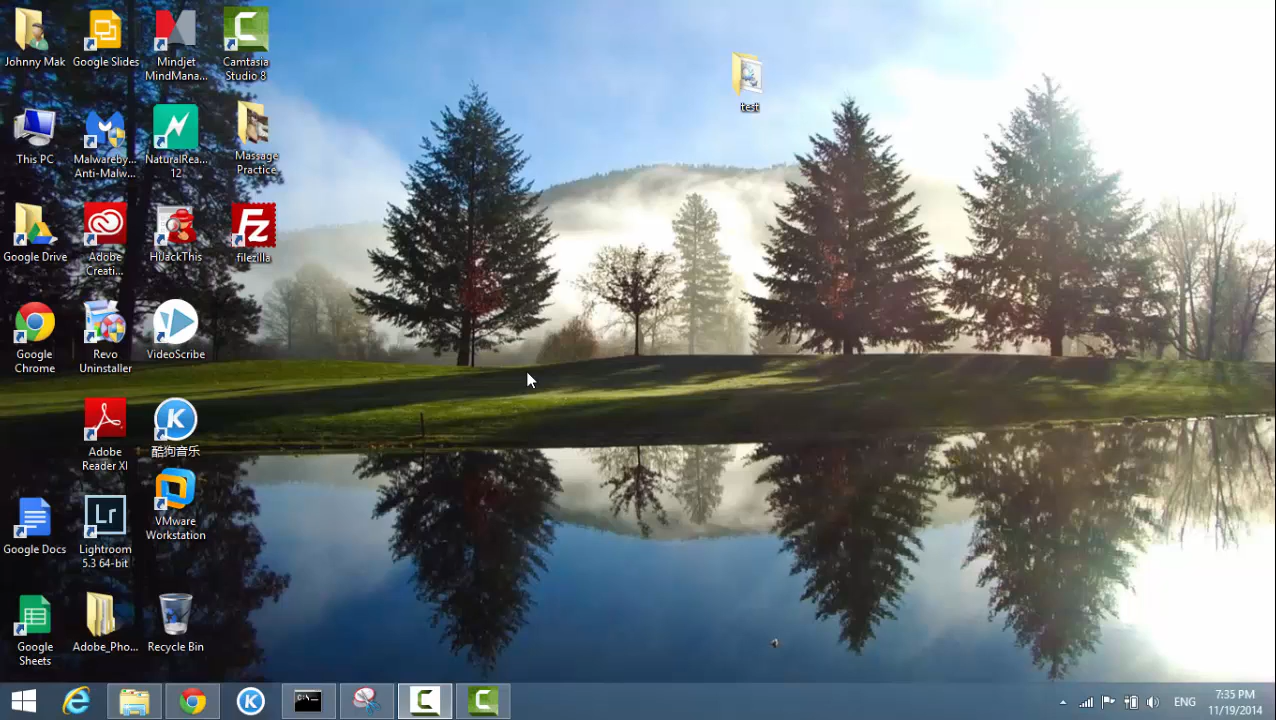 Johnny Mak
Google Slides
Mindjet
MindMana...
Camtasia
Studio 8
test
This PC
Malwareby...
Anti-Malw...
NaturalRea...
12
Massage
Practice
Google Drive
Adobe
Creati...
HiJackThis
Fz
filezilla
Google
Chrome
Revo
Uninstaller
VideoScribe
Adobe
Reader XI
K
酷狗音乐
Google Docs
Lr
Lightroom
5.3 64-bit
VMware
Workstation
Google
Sheets
Adobe_Pho...
Recycle Bin
K
C:\_
ENG
7:35 PM
11/19/2014